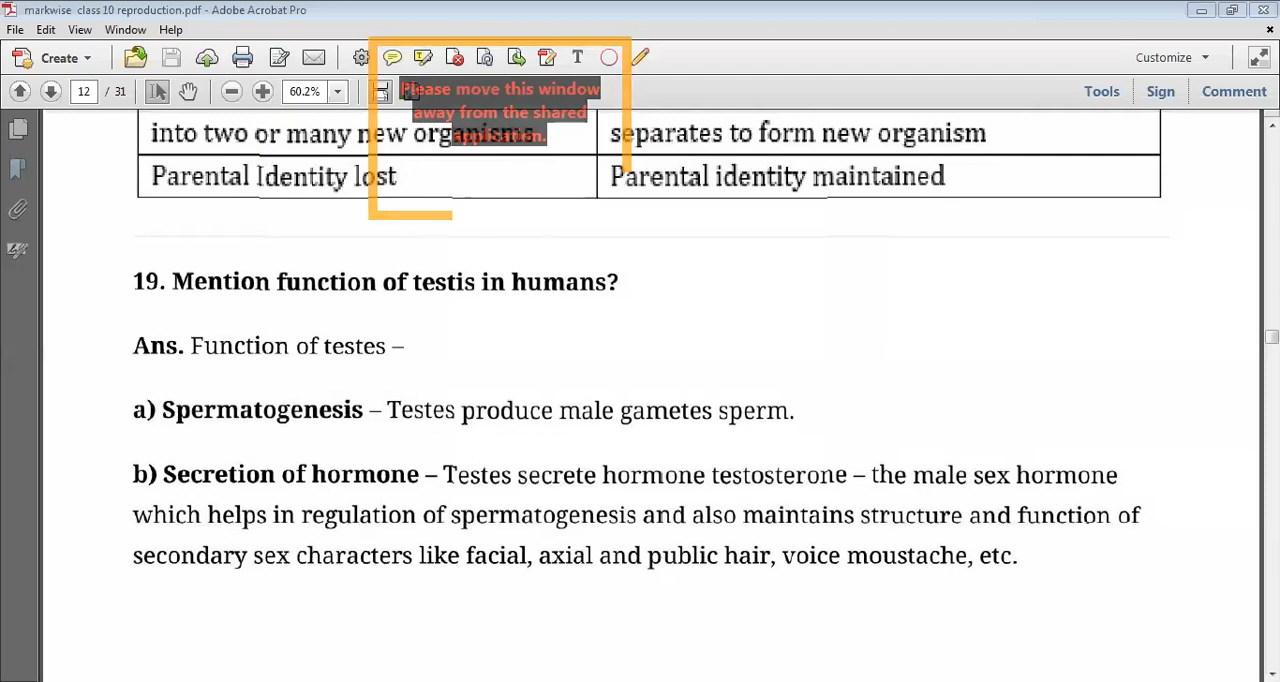 markwise class 10 reproduction.pdf - Adobe Acrobat Pro
File Edit View Window Help
Create Customize
12 / 31 60.2% Tools Sign Comment
Please move this window
away from the shared
application.
into two or many new organisms separates to form new organism
Parental Identity lost Parental identity maintained
19. Mention function of testis in humans?
Ans. Function of testes –
a) Spermatogenesis – Testes produce male gametes sperm.
b) Secretion of hormone – Testes secrete hormone testosterone – the male sex hormone
which helps in regulation of spermatogenesis and also maintains structure and function of
secondary sex characters like facial, axial and public hair, voice moustache, etc.